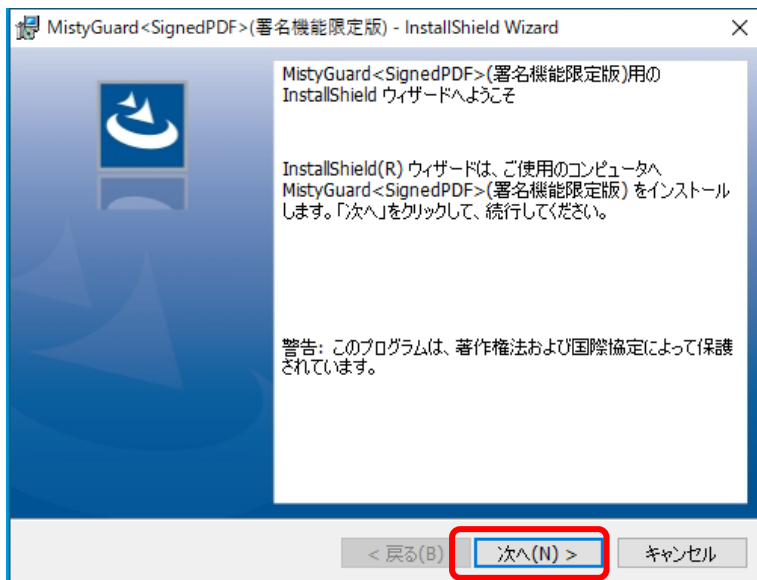 MistyGuard<SignedPDF>(署名機能限定版) - InstallShield Wizard
MistyGuard<SignedPDF>(署名機能限定版)用の
InstallShield ウィザードへようこそ
InstallShield(R) ウィザードは、ご使用のコンピュータへ
MistyGuard<SignedPDF>(署名機能限定版) をインストール
します。「次へ」をクリックして、続行してください。
警告: このプログラムは、著作権法および国際協定によって保護
されています。
< 戻る(B)
次へ(N) >
キャンセル